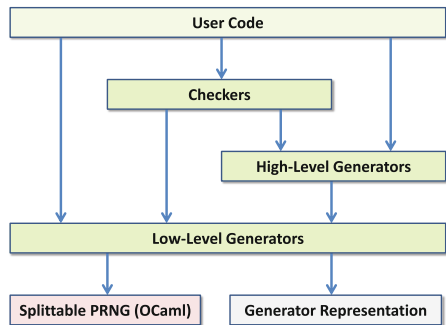 User Code
Checkers
High-Level Generators
Low-Level Generators
Splittable PRNG (OCaml)
Generator Representation